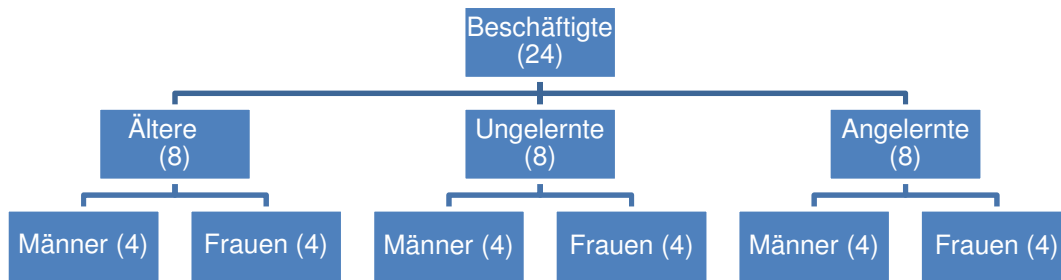 Beschäftigte
(24)
Ältere
(8)
Ungelernte
(8)
Angelernte
(8)
Männer (4)
Frauen (4)
Männer (4)
Frauen (4)
Männer (4)
Frauen (4)